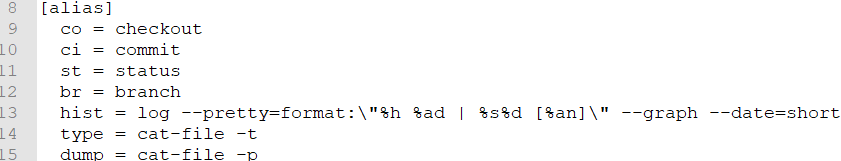 8 [alias]
9 co = checkout
10 ci = commit
11 st = status
12 br = branch
13 hist = log --pretty=format:\"%h %ad | %s%d [%an]\" --graph --date=short
14 type = cat-file -t
15 dump = cat-file -p